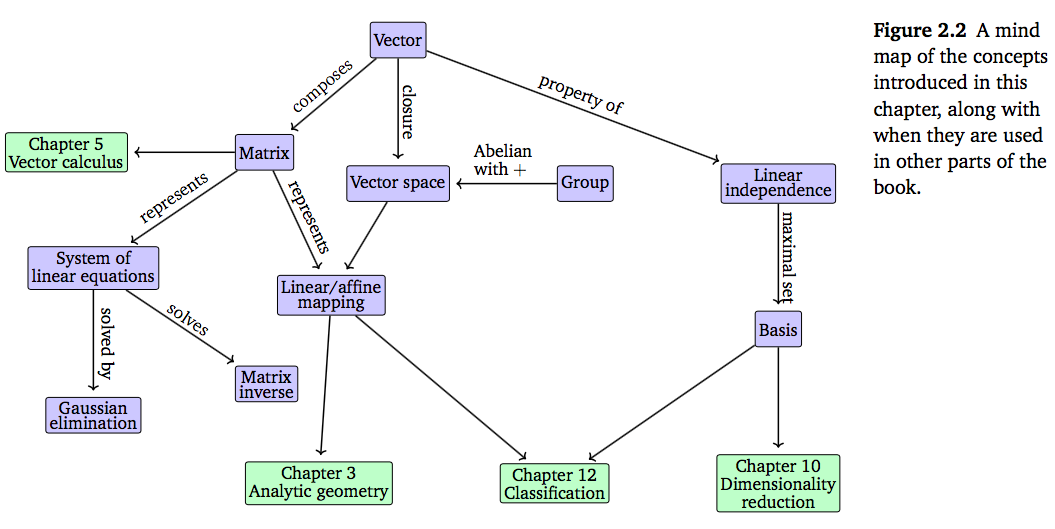 Vector
Figure 2.2 A mind
map of the concepts
introduced in this
chapter, along with
when they are used
in other parts of the
book.
composes
closure
property of
Chapter 5
Vector calculus
Matrix
Abelian
with +
Vector space
Group
Linear
independence
represents
represents
maximal set
System of
linear equations
Linear/affine
mapping
solved by
solves
Basis
Matrix
inverse
Gaussian
elimination
Chapter 3
Analytic geometry
Chapter 12
Classification
Chapter 10
Dimensionality
reduction